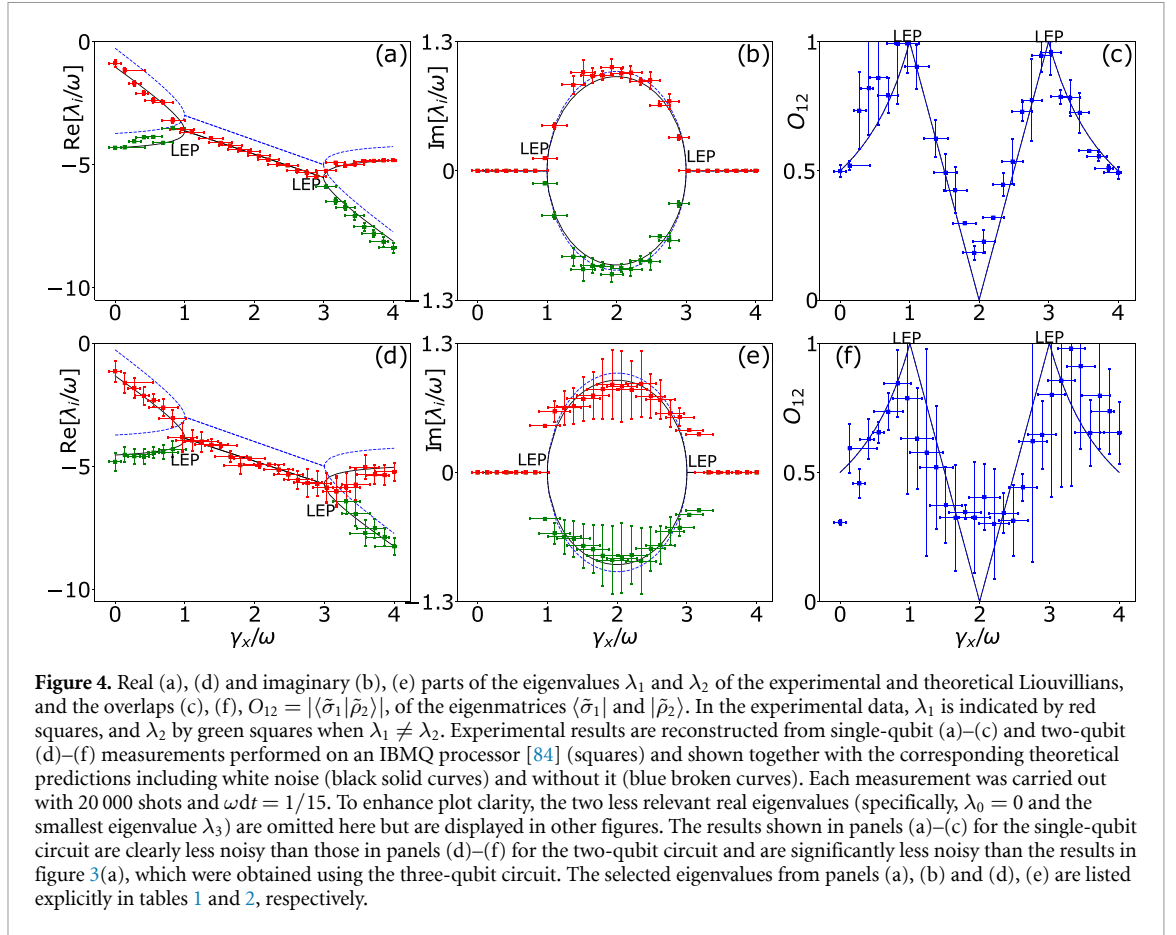 0
−5
−10
Re[λi/ω]
(a)
LEP
LEP
0 1 2 3 4
1.3
0
−1.3
Im[λi/ω]
(b)
LEP
LEP
0 1 2 3 4
1
0.5
0
O12
LEP
LEP
(c)
0 1 2 3 4
0
−5
−10
Re[λi/ω]
(d)
LEP
LEP
0 1 2 3 4
γx/ω
1.3
0
−1.3
Im[λi/ω]
(e)
LEP
LEP
0 1 2 3 4
γx/ω
1
0.5
0
O12
LEP
LEP
(f)
0 1 2 3 4
γx/ω
Figure 4. Real (a), (d) and imaginary (b), (e) parts of the eigenvalues λ1 and λ2 of the experimental and theoretical Liouvillians,
and the overlaps (c), (f), O12 = |⟨σ̃1|ρ̃2⟩|, of the eigenmatrices ⟨σ̃1| and |ρ̃2⟩. In the experimental data, λ1 is indicated by red
squares, and λ2 by green squares when λ1 ≠ λ2. Experimental results are reconstructed from single-qubit (a)–(c) and two-qubit
(d)–(f) measurements performed on an IBMQ processor [84] (squares) and shown together with the corresponding theoretical
predictions including white noise (black solid curves) and without it (blue broken curves). Each measurement was carried out
with 20 000 shots and ωdt = 1/15. To enhance plot clarity, the two less relevant real eigenvalues (specifically, λ0 = 0 and the
smallest eigenvalue λ3) are omitted here but are displayed in other figures. The results shown in panels (a)–(c) for the single-qubit
circuit are clearly less noisy than those in panels (d)–(f) for the two-qubit circuit and are significantly less noisy than the results in
figure 3(a), which were obtained using the three-qubit circuit. The selected eigenvalues from panels (a), (b) and (d), (e) are listed
explicitly in tables 1 and 2, respectively.